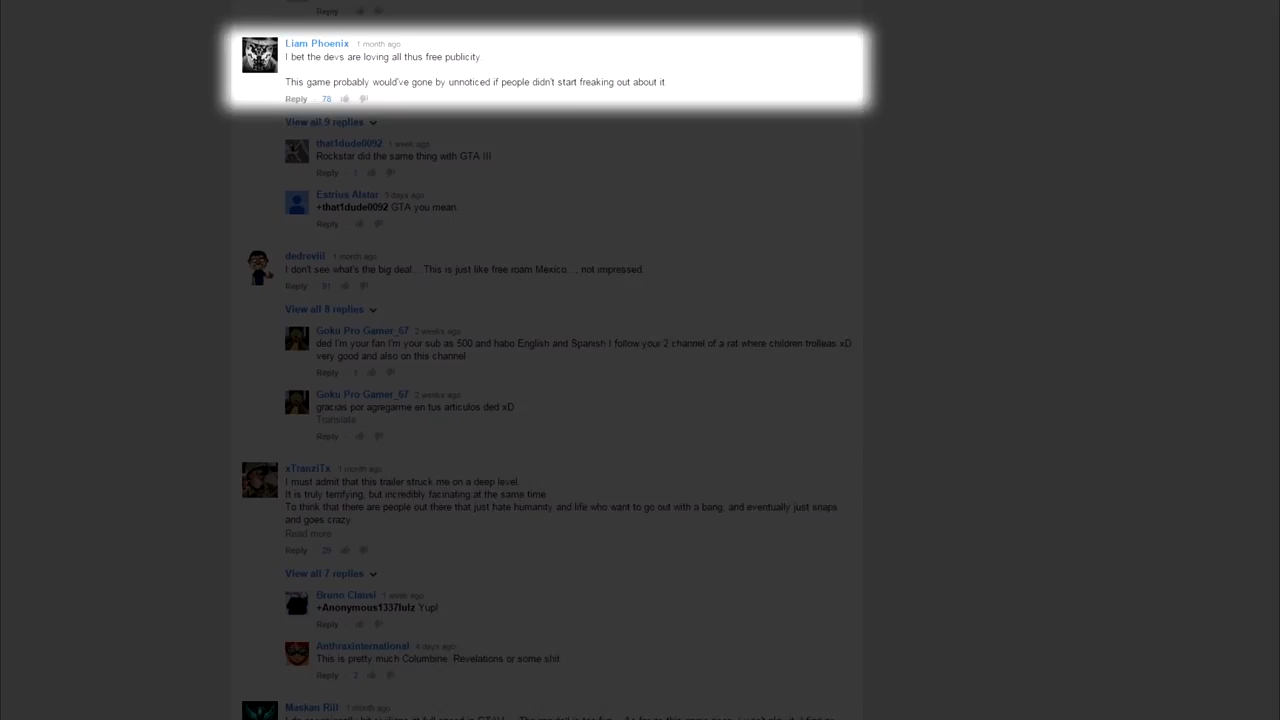 Reply
Liam Phoenix 1 month ago
I bet the devs are loving all thus free publicity.
This game probably would've gone by unnoticed if people didn't start freaking out about it
Reply · 78
View all 9 replies
that1dude0092 1 week ago
Rockstar did the same thing with GTA III
Reply · 1
Estrius Alstar 5 days ago
+that1dude0092 GTA you mean.
Reply ·
dedreviil 1 month ago
I don't see what's the big deal... This is just like free roam Mexico..., not impressed.
Reply · 91
View all 8 replies
Goku Pro Gamer_67 2 weeks ago
ded I'm your fan I'm your sub as 500 and habo English and Spanish I follow your 2 channel of a rat where children trolleas xD
very good and also on this channel
Reply · 1
Goku Pro Gamer_67 2 weeks ago
gracias por agregarme en tus articulos ded xD
Translate
Reply ·
xTranziTx 1 month ago
I must admit that this trailer struck me on a deep level.
It is truly terrifying, but incredibly facinating at the same time.
To think that there are people out there that just hate humanity and life who want to go out with a bang, and eventually just snaps
and goes crazy.
Read more
Reply · 29
View all 7 replies
Bruno Clansi 1 week ago
+Anonymous1337lulz Yup!
Reply ·
Anthraxinternational 4 days ago
This is pretty much Columbine: Revelations or some shit
Reply · 2
Maskan Rill 1 month ago